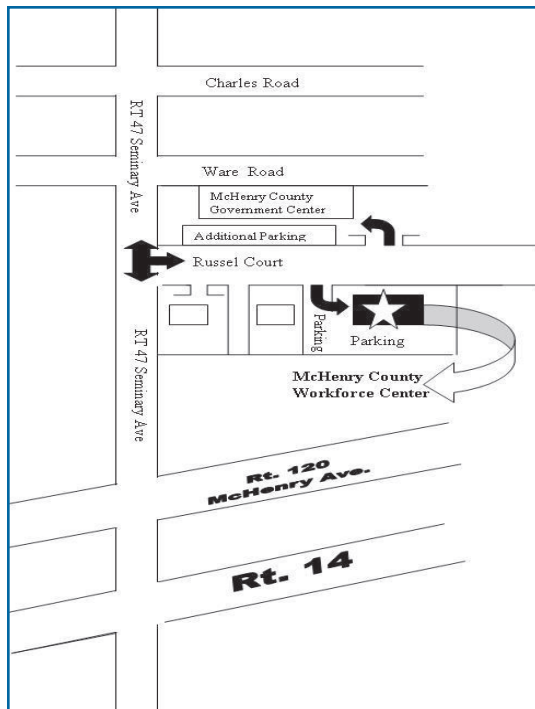 Charles Road
RT 47 Seminary Ave
Ware Road
McHenry County
Government Center
Additional Parking
Russel Court
Parking
Parking
RT 47 Seminary Ave
McHenry County
Workforce Center
Rt. 120
McHenry Ave.
Rt. 14